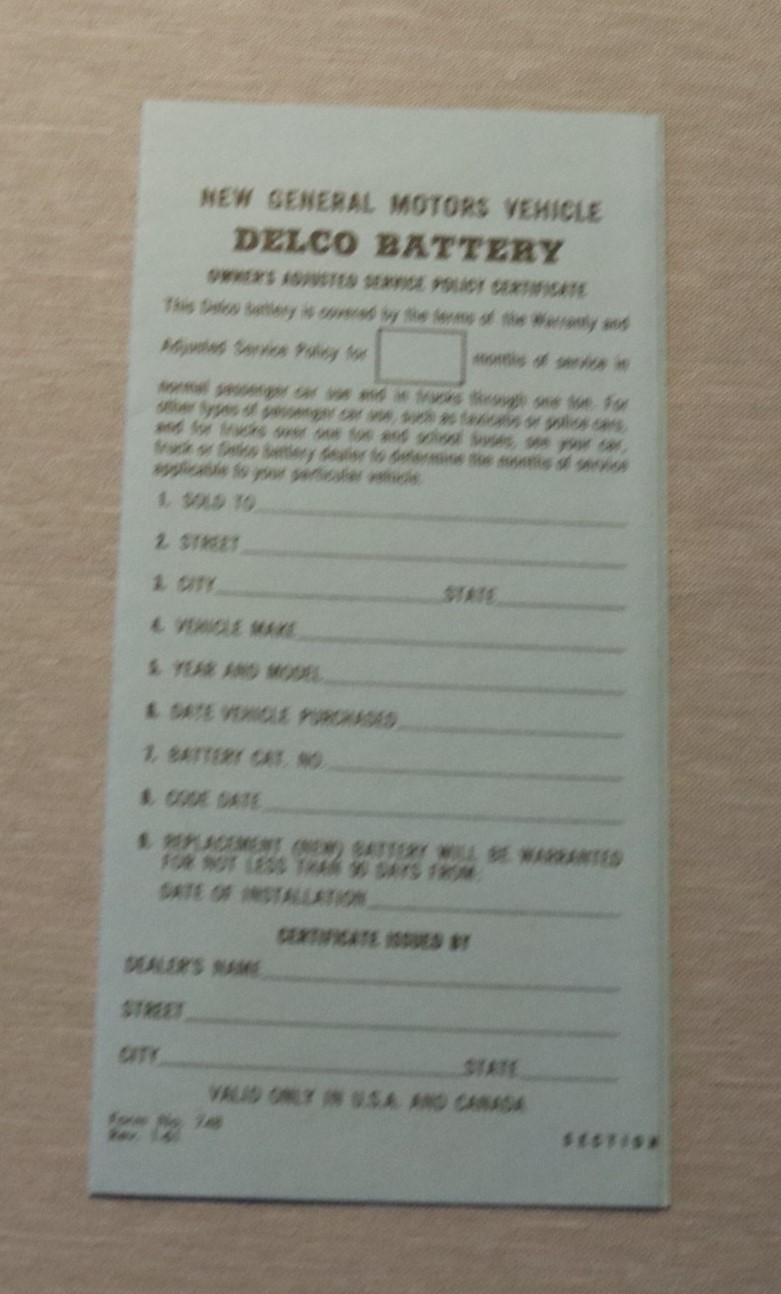 NEW GENERAL MOTORS VEHICLE
DELCO BATTERY
OWNER'S ADJUSTED SERVICE POLICY CERTIFICATE
This Delco battery is covered by the terms of the Warranty and
Adjusted Service Policy for months of service in
normal passenger car use and in trucks through one ton. For
other types of passenger car use, such as taxicabs or police cars,
and for trucks over one ton and school buses, see your car,
truck or Delco battery dealer to determine the months of service
applicable to your particular vehicle.
1. SOLD TO
2. STREET
3. CITY STATE
4. VEHICLE MAKE
5. YEAR AND MODEL
6. DATE VEHICLE PURCHASED
7. BATTERY CAT. NO.
8. CODE DATE
9. REPLACEMENT (NEW) BATTERY WILL BE WARRANTED
FOR NOT LESS THAN 90 DAYS FROM:
DATE OF INSTALLATION
CERTIFICATE ISSUED BY
DEALER'S NAME
STREET
CITY STATE
VALID ONLY IN U.S.A. AND CANADA
Form No.
Rev.
SECTION